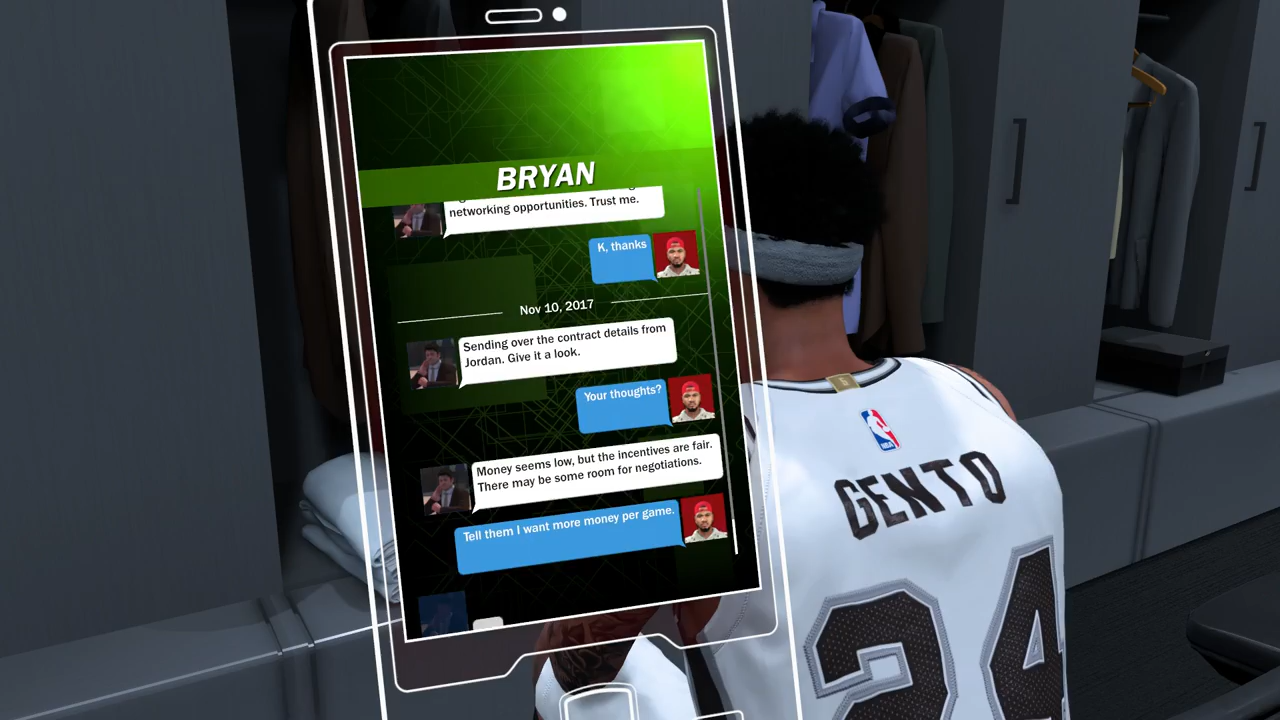 BRYAN
networking opportunities. Trust me.
K, thanks
Nov 10, 2017
Sending over the contract details from
Jordan. Give it a look.
Your thoughts?
Money seems low, but the incentives are fair.
There may be some room for negotiations.
Tell them I want more money per game.
NBA
GENTO
24